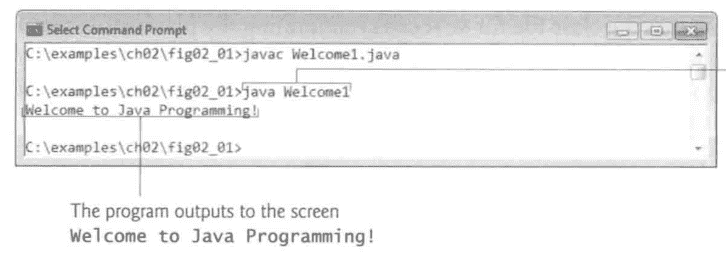 Select Command Prompt
C:\examples\ch02\fig02_01>javac Welcome1.java
C:\examples\ch02\fig02_01>java Welcome1
Welcome to Java Programming!
C:\examples\ch02\fig02_01>
The program outputs to the screen
Welcome to Java Programming!